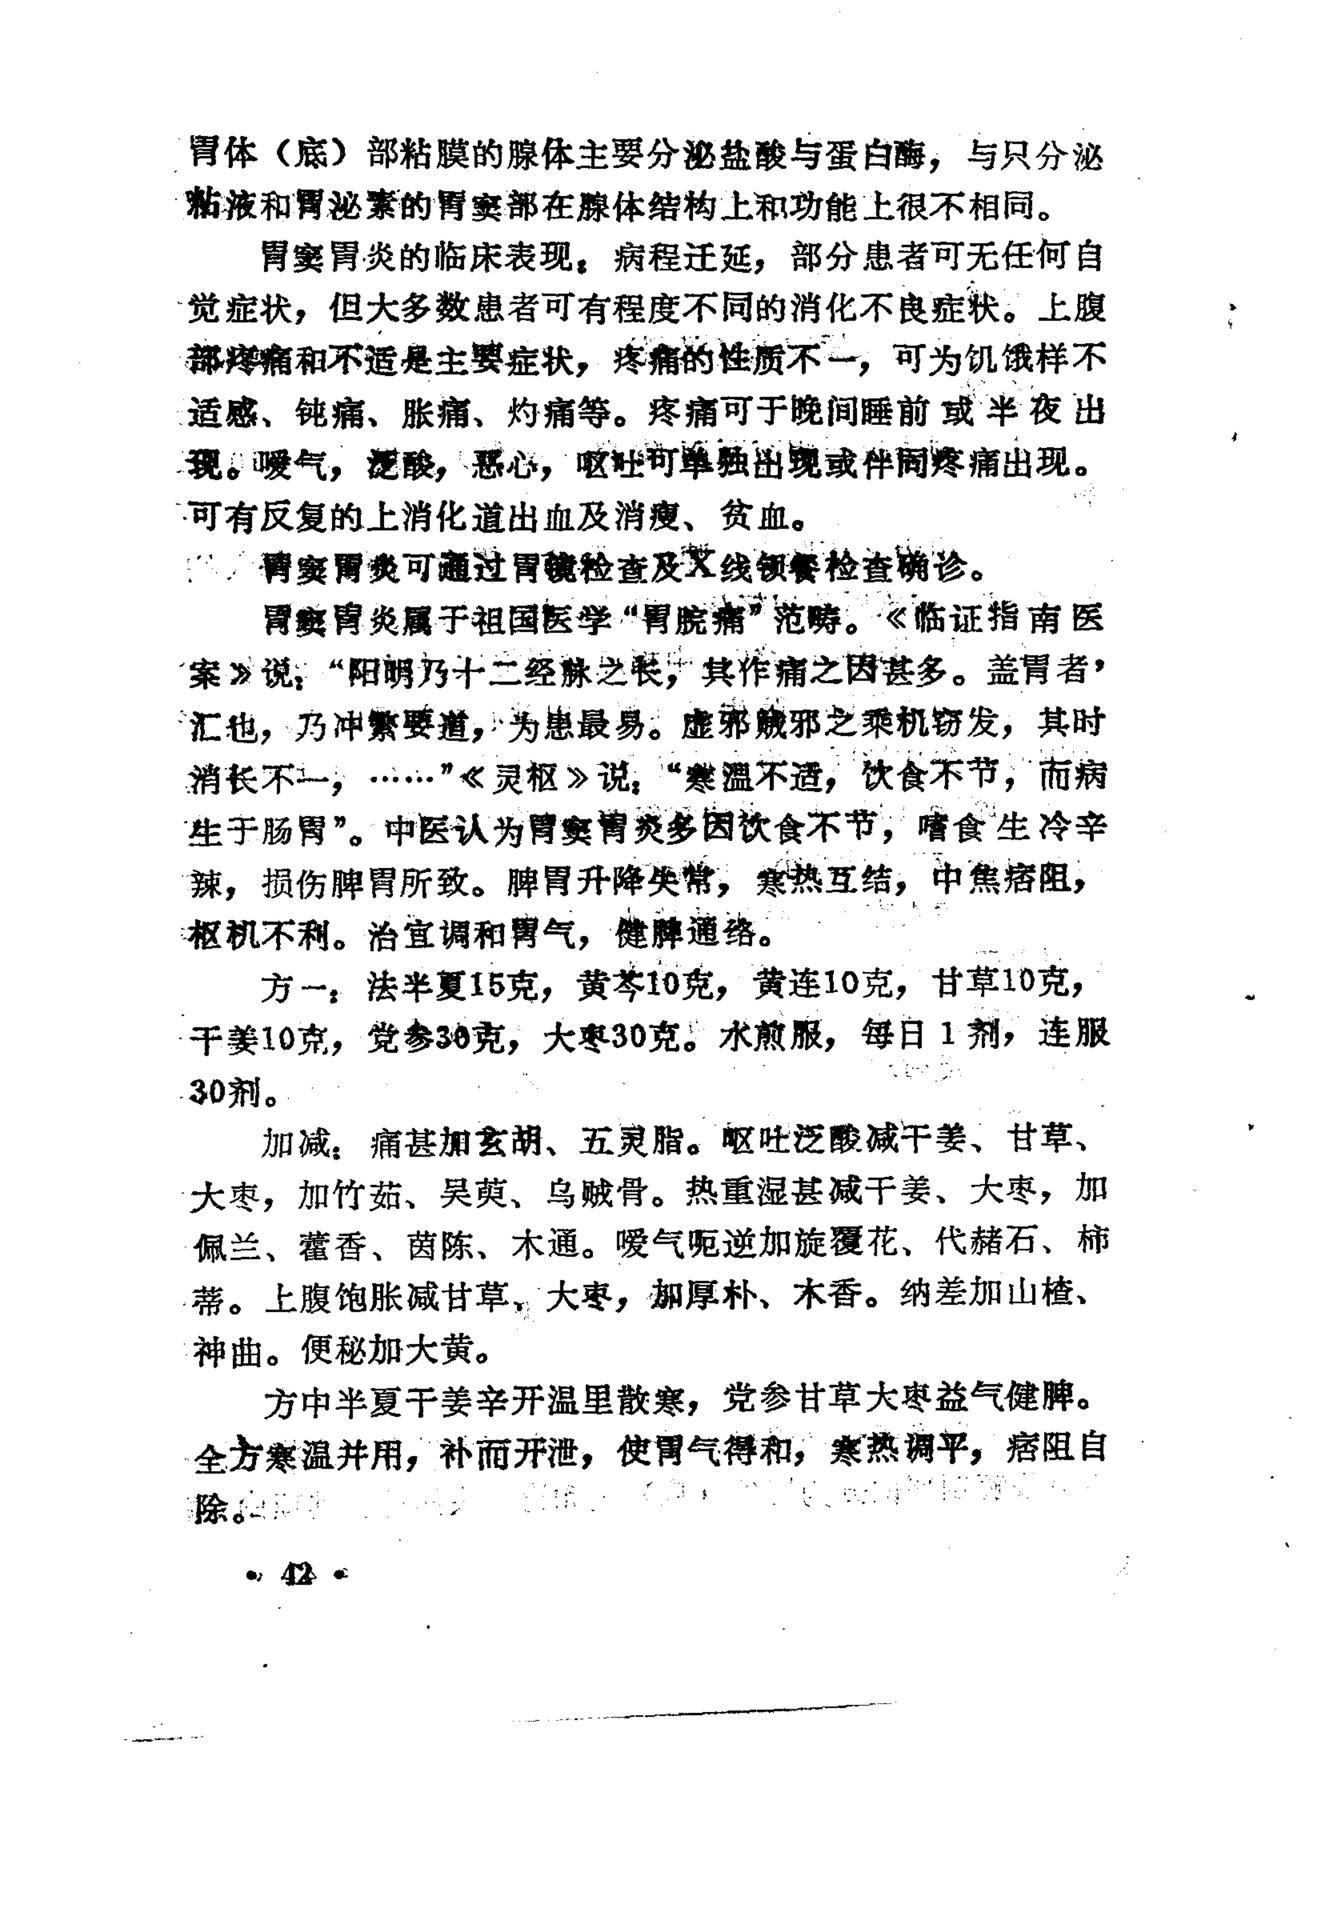 胃体（底）部粘膜的腺体主要分泌盐酸与蛋白酶，与只分泌
粘液和胃泌素的胃窦部在腺体结构上和功能上很不相同。
胃窦胃炎的临床表现：病程迁延，部分患者可无任何自
觉症状，但大多数患者可有程度不同的消化不良症状。上腹
部疼痛和不适是主要症状，疼痛的性质不一，可为饥饿样不
适感、钝痛、胀痛、灼痛等。疼痛可于晚间睡前或半夜出
现。嗳气，泛酸，恶心，呕吐可单独出现或伴同疼痛出现。
可有反复的上消化道出血及消瘦、贫血。
胃窦胃炎可通过胃镜检查及X线钡餐检查确诊。
胃窦胃炎属于祖国医学“胃脘痛”范畴。《临证指南医
案》说：“阳明乃十二经脉之长，其作痛之因甚多。盖胃者，
汇也，乃冲繁要道，为患最易。虚邪贼邪之乘机窃发，其时
消长不一，……”《灵枢》说：“寒温不适，饮食不节，而病
生于肠胃”。中医认为胃窦胃炎多因饮食不节，嗜食生冷辛
辣，损伤脾胃所致。脾胃升降失常，寒热互结，中焦痞阻，
枢机不利。治宜调和胃气，健脾通络。
方一：法半夏15克，黄芩10克，黄连10克，甘草10克，
干姜10克，党参30克，大枣30克。水煎服，每日1剂，连服
30剂。
加减：痛甚加玄胡、五灵脂。呕吐泛酸减干姜、甘草、
大枣，加竹茹、吴萸、乌贼骨。热重湿甚减干姜、大枣，加
佩兰、藿香、茵陈、木通。嗳气呃逆加旋覆花、代赭石、柿
蒂。上腹饱胀减甘草、大枣，加厚朴、木香。纳差加山楂、
神曲。便秘加大黄。
方中半夏干姜辛开温里散寒，党参甘草大枣益气健脾。
全方寒温并用，补而开泄，使胃气得和，寒热调平，痞阻自
除。
• 42 •